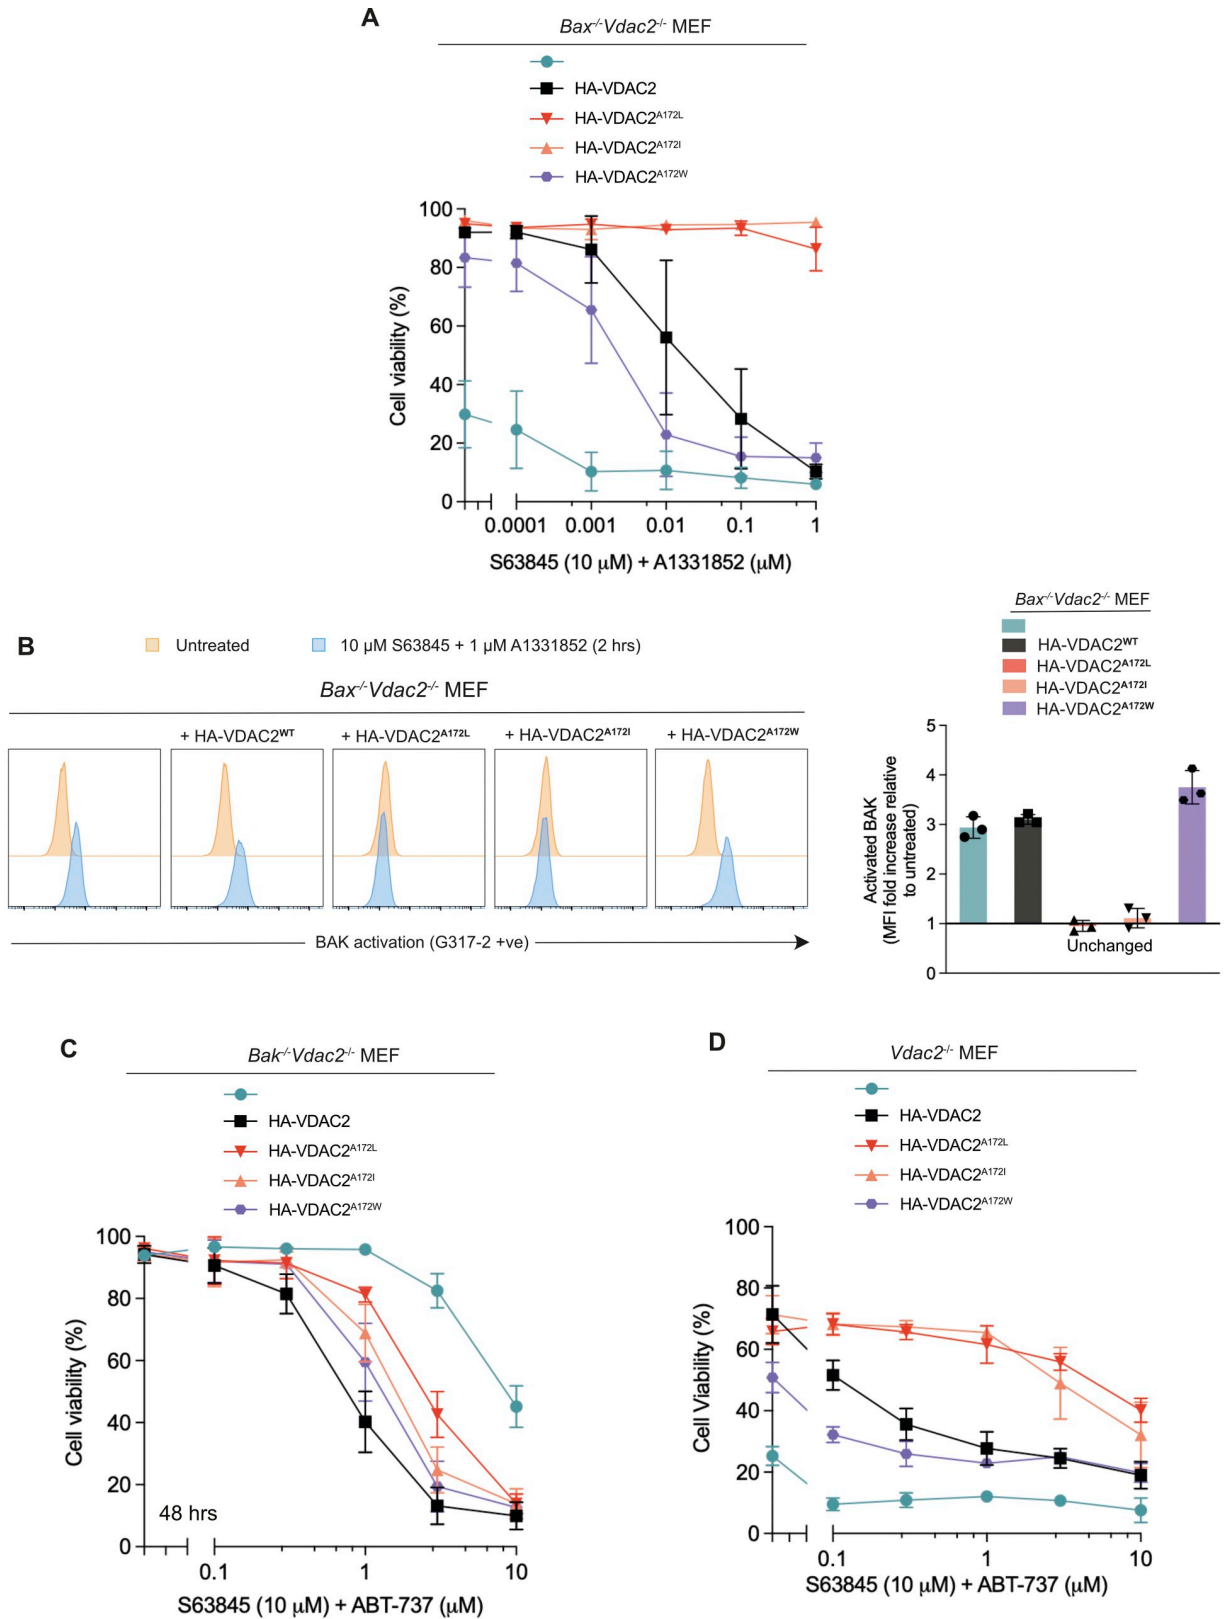 A
Bax-/-Vdac2-/- MEF
HA-VDAC2
HA-VDAC2A172L
HA-VDAC2A172I
HA-VDAC2A172W
100
80
60
40
20
0
Cell viability (%)
0.0001 0.001 0.01 0.1 1
S63845 (10 µM) + A1331852 (µM)
B
Untreated
10 µM S63845 + 1 µM A1331852 (2 hrs)
Bax-/-Vdac2-/- MEF
+ HA-VDAC2WT
+ HA-VDAC2A172L
+ HA-VDAC2A172I
+ HA-VDAC2A172W
BAK activation (G317-2 +ve)
Bax-/-Vdac2-/- MEF
HA-VDAC2WT
HA-VDAC2A172L
HA-VDAC2A172I
HA-VDAC2A172W
5
4
3
2
1
0
Activated BAK
(MFI fold increase relative
to untreated)
Unchanged
C
Bak-/-Vdac2-/- MEF
HA-VDAC2
HA-VDAC2A172L
HA-VDAC2A172I
HA-VDAC2A172W
100
80
60
40
20
0
Cell viability (%)
48 hrs
0.1 1 10
S63845 (10 µM) + ABT-737 (µM)
D
Vdac2-/- MEF
HA-VDAC2
HA-VDAC2A172L
HA-VDAC2A172I
HA-VDAC2A172W
100
80
60
40
20
0
Cell Viability (%)
0.1 1 10
S63845 (10 µM) + ABT-737 (µM)